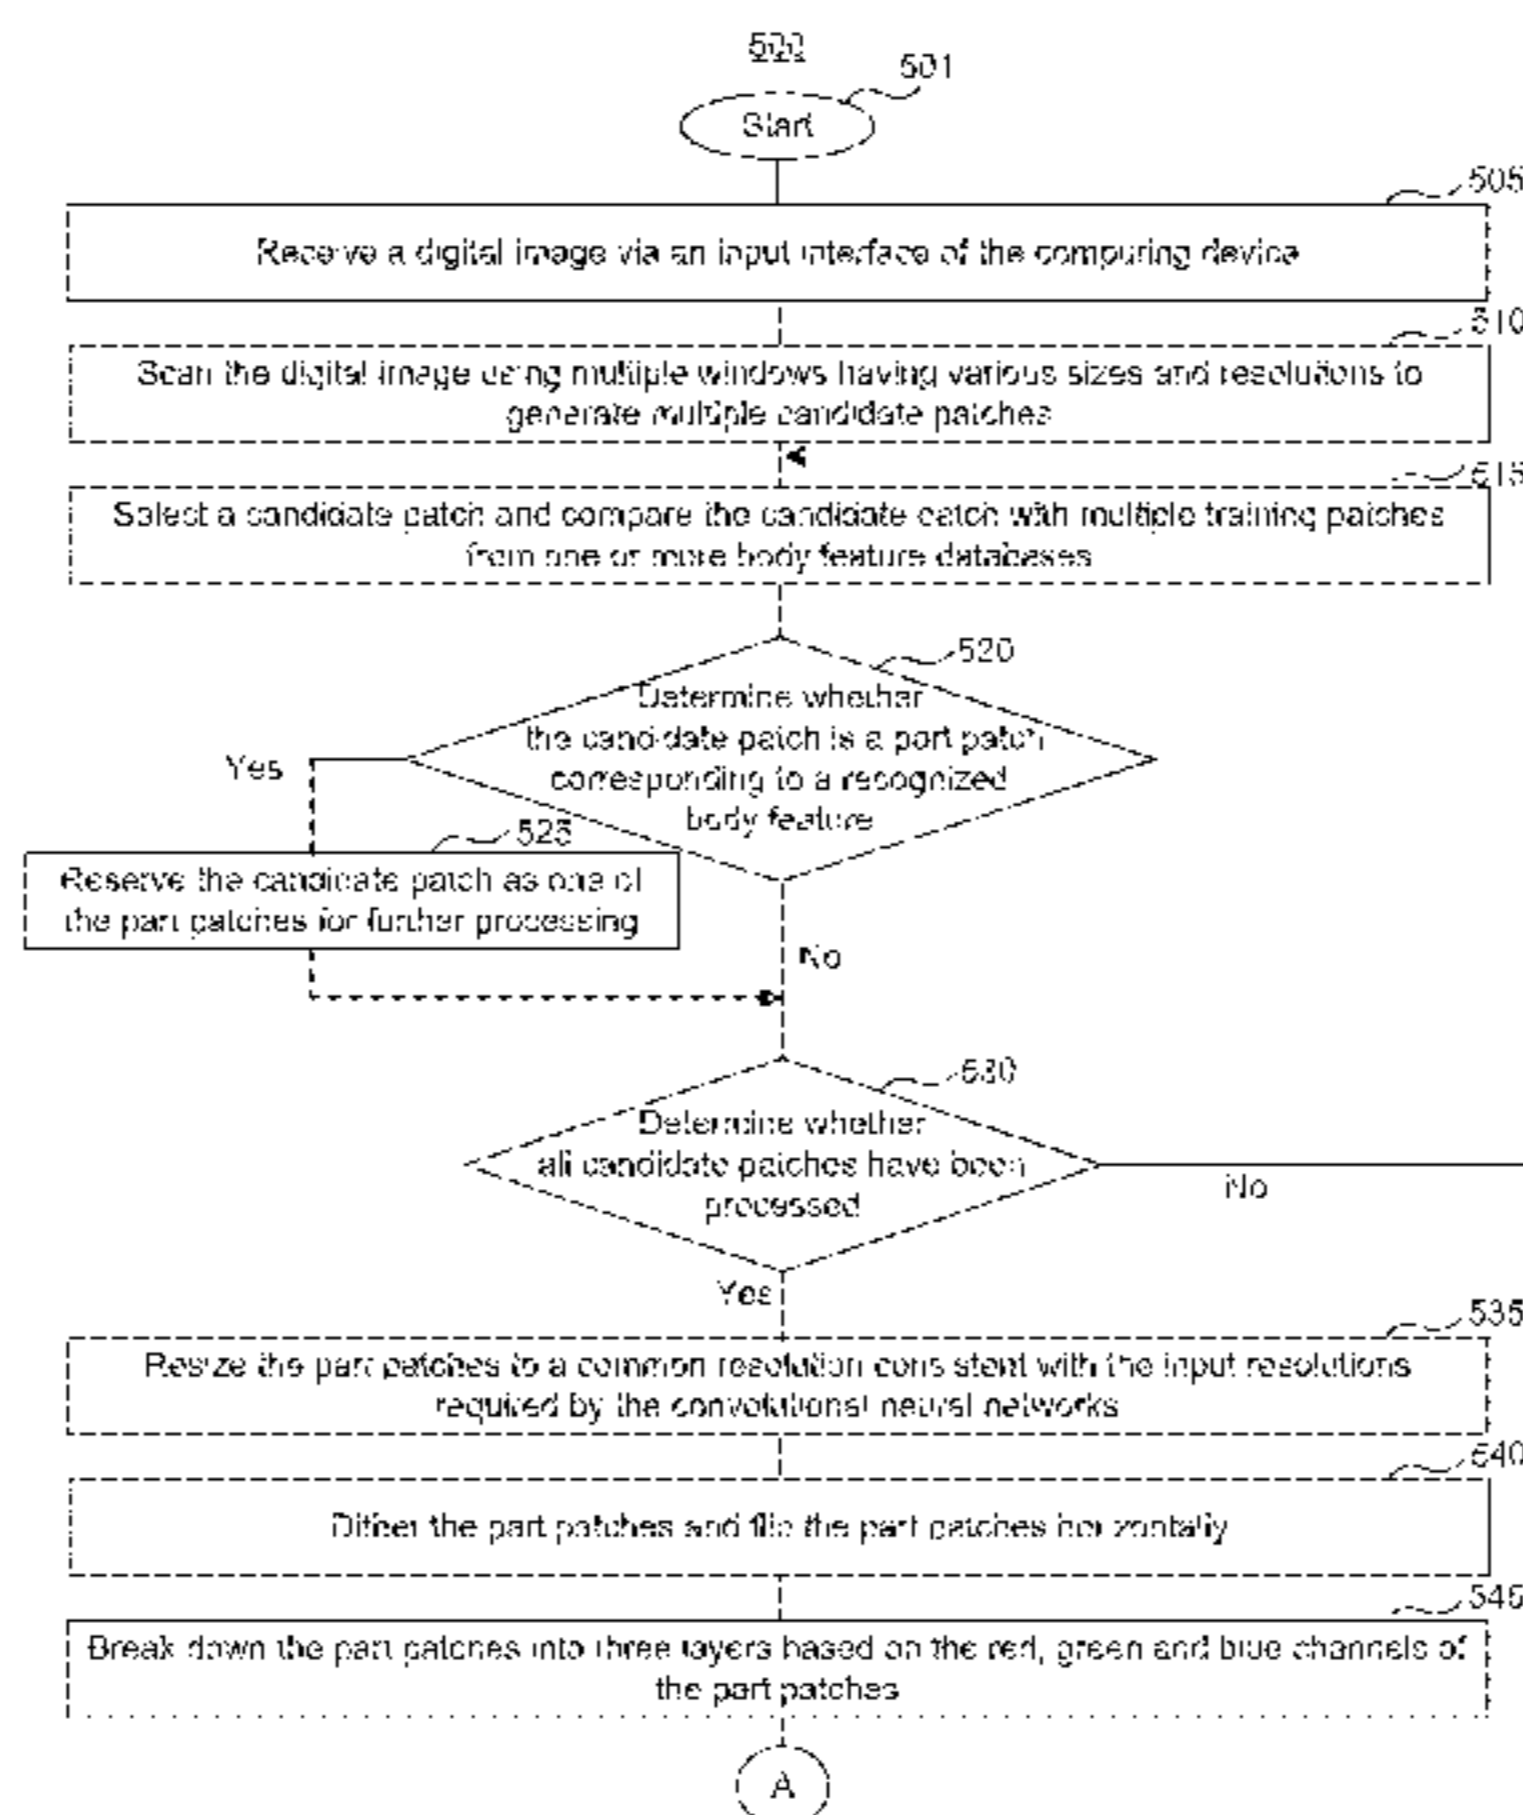 500
501
Start
505
Receive a digital image via an input interface of the computing device
510
Scan the digital image using multiple windows having various sizes and resolutions to
generate multiple candidate patches
515
Select a candidate patch and compare the candidate patch with multiple training patches
from one or more body feature databases
520
Determine whether
the candidate patch is a part patch
corresponding to a recognized
body feature
Yes
525
Reserve the candidate patch as one of
the part patches for further processing
No
530
Determine whether
all candidate patches have been
processed
No
Yes
535
Resize the part patches to a common resolution consistent with the input resolutions
required by the convolutional neural networks
540
Dither the part patches and flip the part patches horizontally
545
Break down the part patches into three layers based on the red, green and blue channels of
the part patches
A